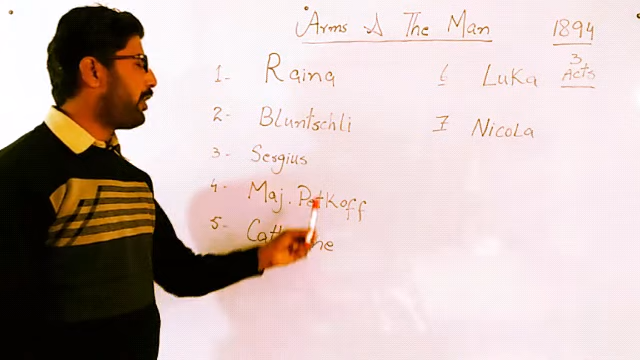 Arms & The Man 1894
3 Acts
1- Raina
2- Bluntschli
3- Sergius
4- Maj. Petkoff
5-
6 Luka
7 Nicola